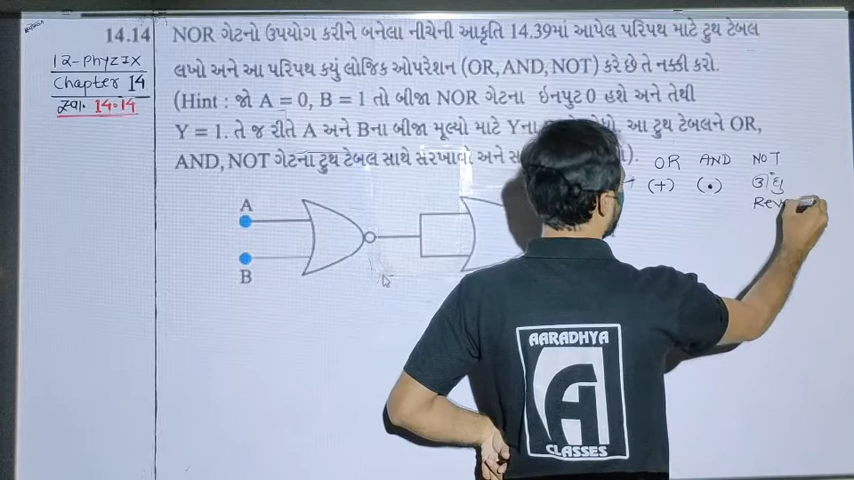 14.14 NOR ગેટનો ઉપયોગ કરીને બનેલા નીચેની આકૃતિ 14.39માં આપેલ પરિપથ માટે ટ્રુથ ટેબલ
લખો અને આ પરિપથ કયું લોજિક ઓપરેશન (OR, AND, NOT) કરે છે તે નક્કી કરો.
(Hint : જો A = 0, B = 1 તો બીજા NOR ગેટના ઇનપુટ 0 હશે અને તેથી
Y = 1. તે જ રીતે A અને Bના બીજા મૂલ્યો માટે Yના આ ટ્રુથ ટેબલને OR,
AND, NOT ગેટના ટ્રુથ ટેબલ સાથે સરખાવો અને
12-PhyzIX
Chapter 14
સ્વા. 14.14
OR AND NOT
(+) (•) ઊંધુ
Rev
A
B
AARADHYA
A
CLASSES